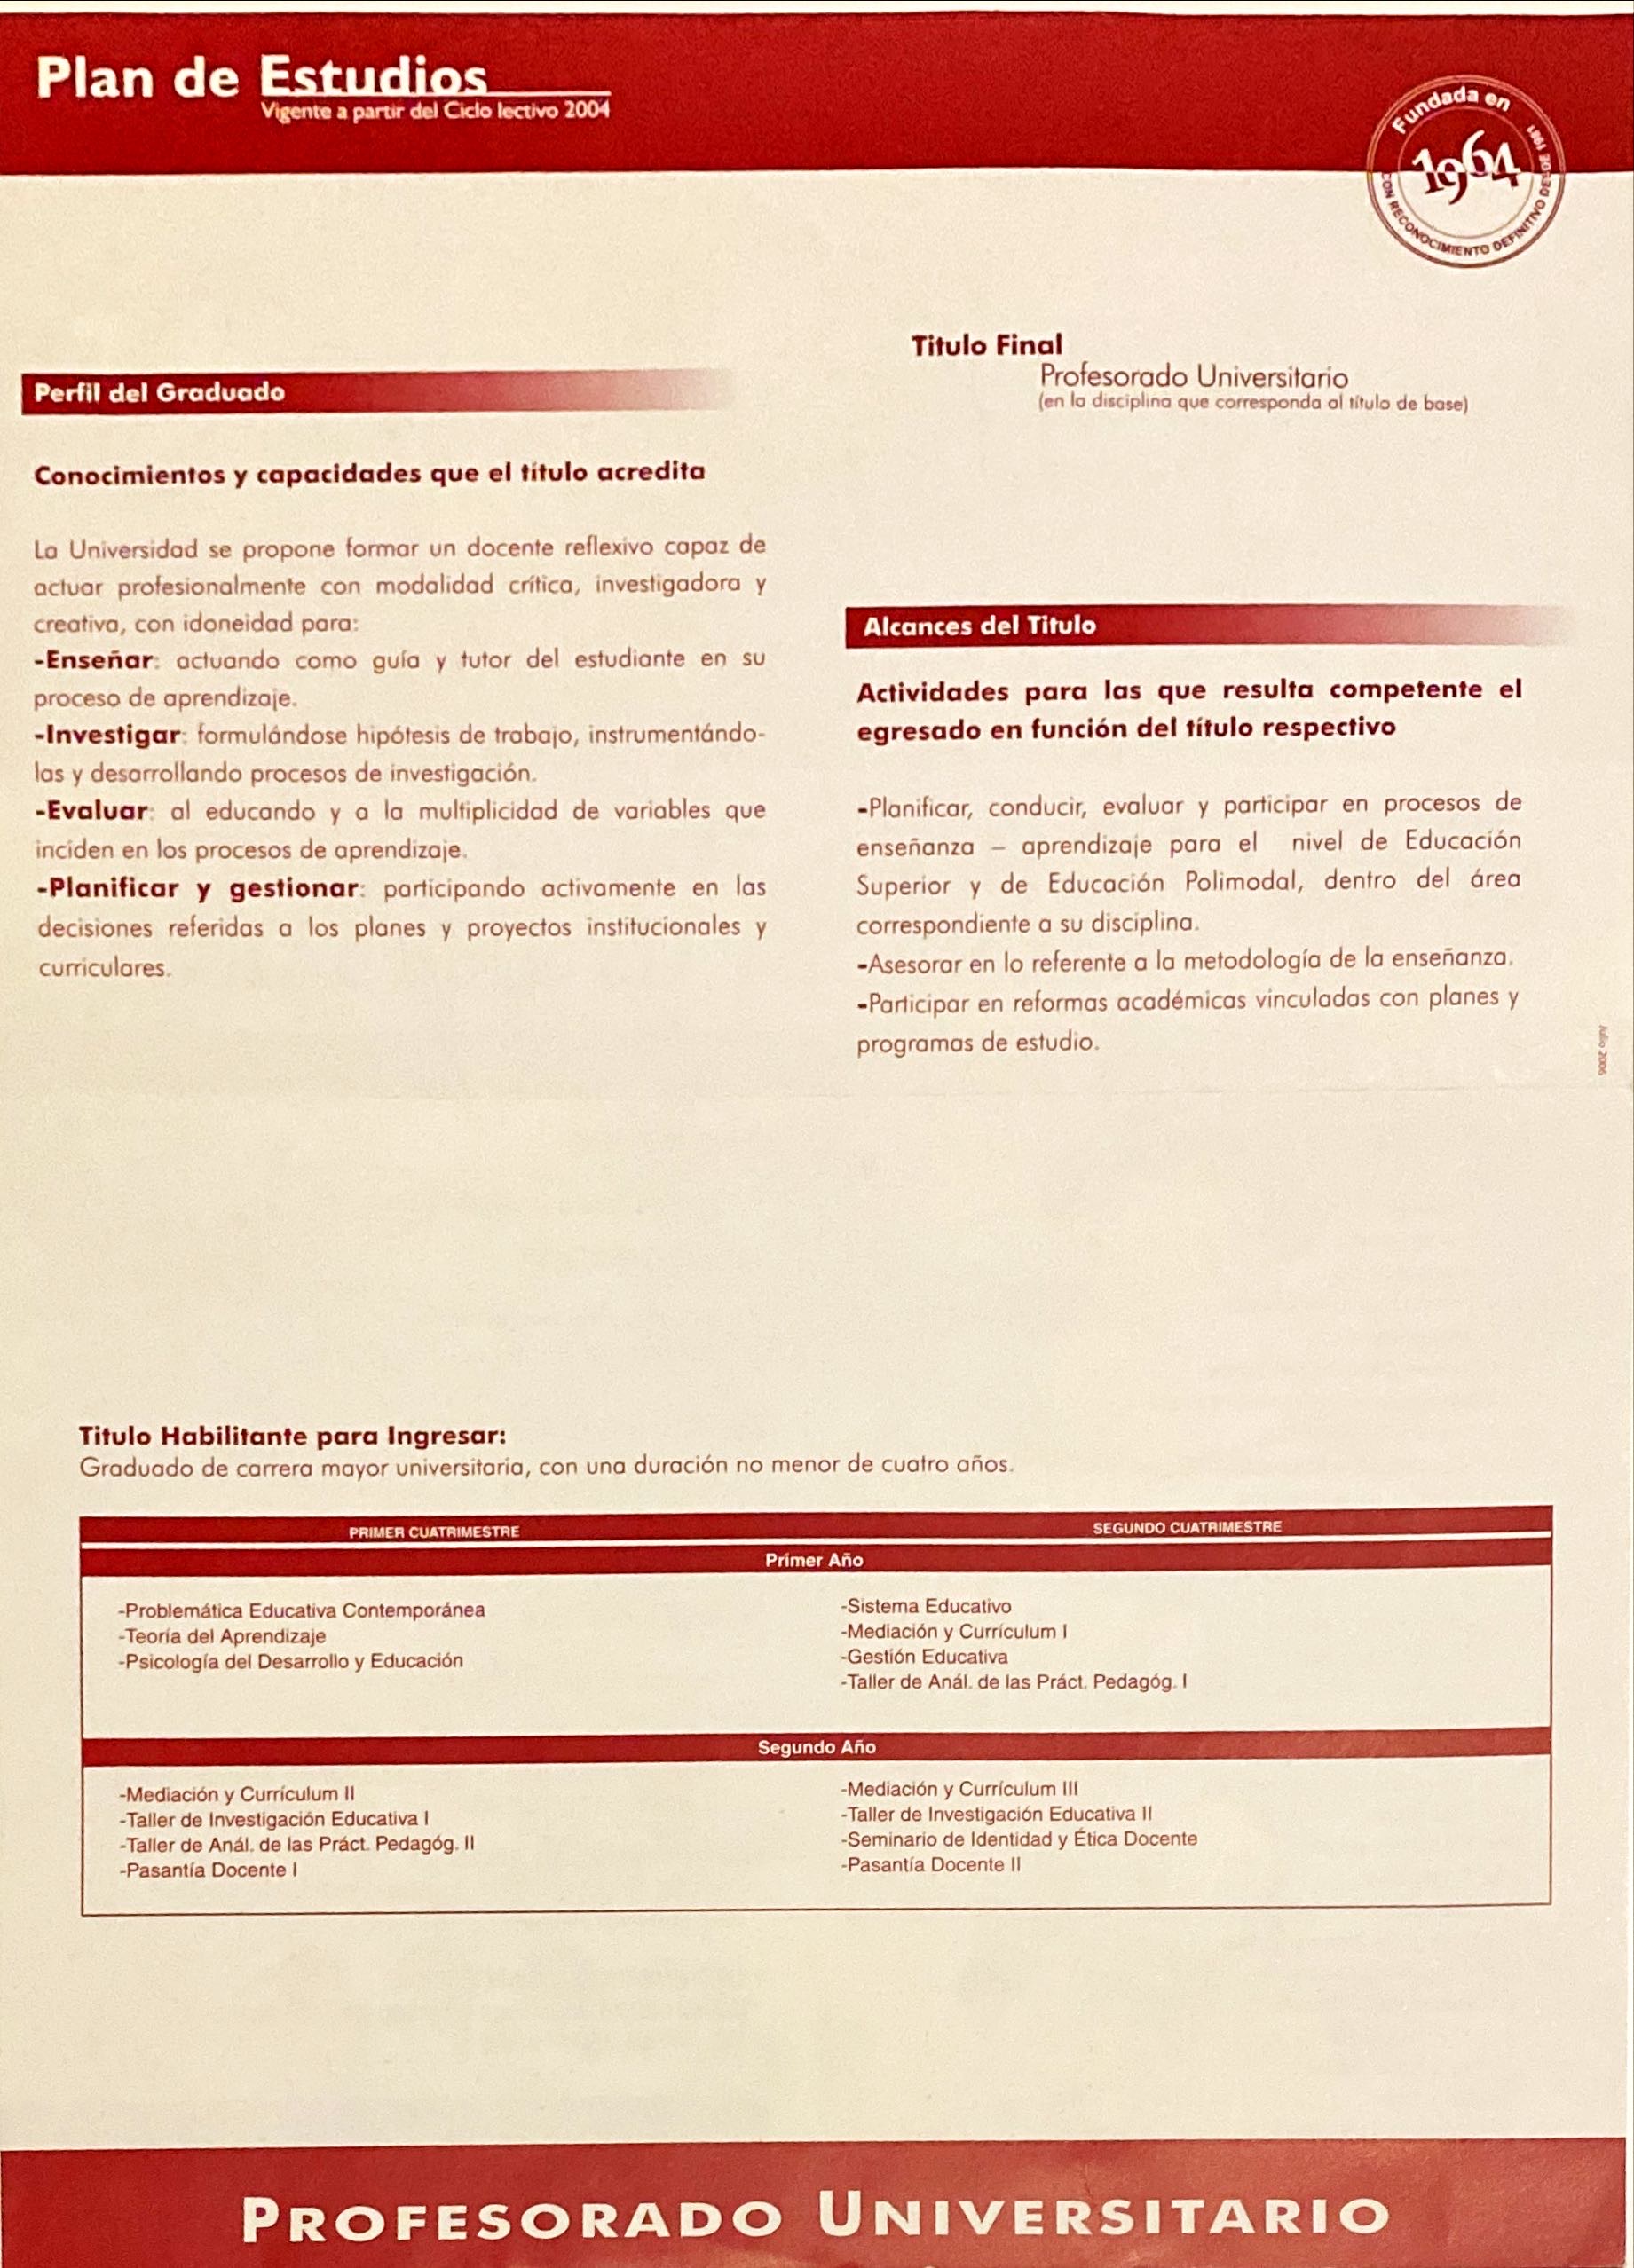 Plan de Estudios
Vigente a partir del Ciclo lectivo 2004
Fundada en
1964
CON RECONOCIMIENTO DEFINITIVO DESDE 1981
Perfil del Graduado
Conocimientos y capacidades que el título acredita
La Universidad se propone formar un docente reflexivo capaz de
actuar profesionalmente con modalidad crítica, investigadora y
creativa, con idoneidad para:
-Enseñar: actuando como guía y tutor del estudiante en su
proceso de aprendizaje.
-Investigar: formulándose hipótesis de trabajo, instrumentándo-
las y desarrollando procesos de investigación.
-Evaluar: al educando y a la multiplicidad de variables que
inciden en los procesos de aprendizaje.
-Planificar y gestionar: participando activamente en las
decisiones referidas a los planes y proyectos institucionales y
curriculares.
Titulo Final
Profesorado Universitario
(en la disciplina que corresponda al título de base)
Alcances del Titulo
Actividades para las que resulta competente el
egresado en función del título respectivo
-Planificar, conducir, evaluar y participar en procesos de
enseñanza – aprendizaje para el nivel de Educación
Superior y de Educación Polimodal, dentro del área
correspondiente a su disciplina.
-Asesorar en lo referente a la metodología de la enseñanza.
-Participar en reformas académicas vinculadas con planes y
programas de estudio.
Julio 2006
Titulo Habilitante para Ingresar:
Graduado de carrera mayor universitaria, con una duración no menor de cuatro años.
PRIMER CUATRIMESTRE
SEGUNDO CUATRIMESTRE
Primer Año
-Problemática Educativa Contemporánea
-Teoría del Aprendizaje
-Psicología del Desarrollo y Educación
-Sistema Educativo
-Mediación y Currículum I
-Gestión Educativa
-Taller de Anál. de las Práct. Pedagóg. I
Segundo Año
-Mediación y Currículum II
-Taller de Investigación Educativa I
-Taller de Anál. de las Práct. Pedagóg. II
-Pasantía Docente I
-Mediación y Currículum III
-Taller de Investigación Educativa II
-Seminario de Identidad y Ética Docente
-Pasantía Docente II
PROFESORADO UNIVERSITARIO